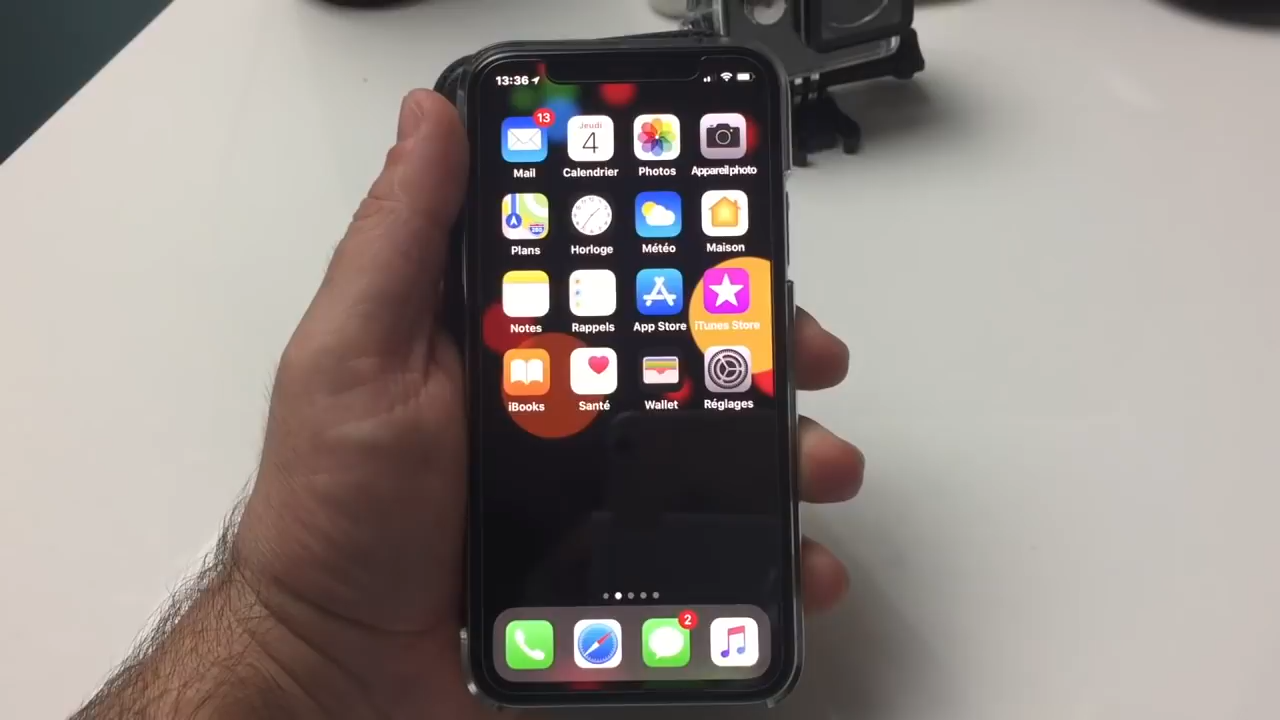 13:36
13
Jeudi
4
Mail Calendrier Photos Appareil photo
Plans Horloge Météo Maison
Notes Rappels App Store iTunes Store
iBooks Santé Wallet Réglages
2